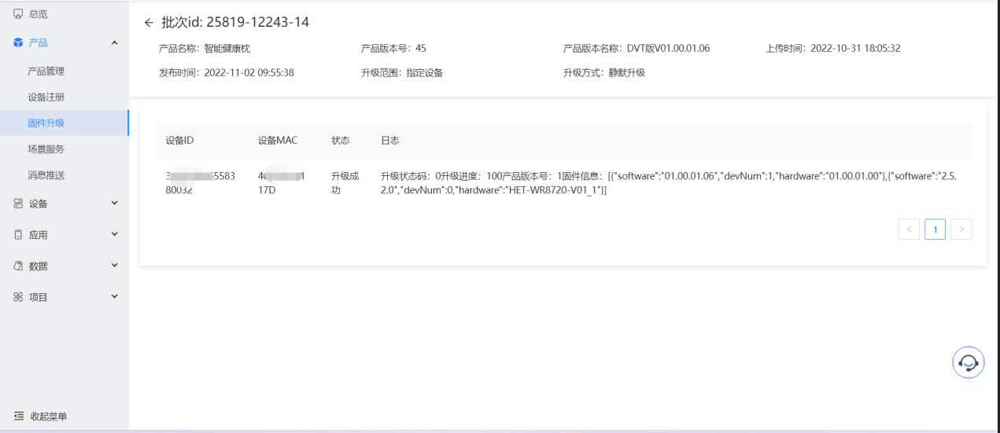 总览
产品
产品管理
设备注册
固件升级
场景服务
消息推送
设备
应用
数据
项目
收起菜单
批次id: 25819-12243-14
产品名称：智能健康枕 产品版本号：45 产品版本名称：DVT版V01.00.01.06 上传时间：2022-10-31 18:05:32
发布时间：2022-11-02 09:55:38 升级范围：指定设备 升级方式：静默升级
设备ID 设备MAC 状态 日志
3 55583 4 1 升级成 升级状态码：0升级进度：100产品版本号：1固件信息：[{"software":"01.00.01.06","devNum":1,"hardware":"01.00.01.00"},{"software":"2.5.
80032 17D 功 2.0","devNum":0,"hardware":"HET-WR8720-V01_1"}]
< 1 >